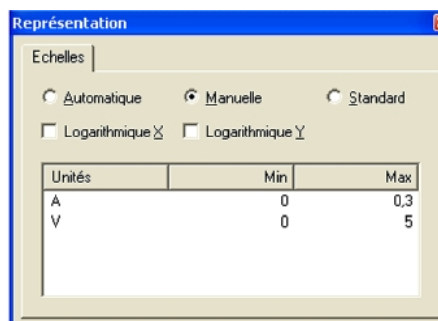 Représentation
Echelles
Automatique Manuelle Standard
Logarithmique X Logarithmique Y
Unités Min Max
A 0 0,3
V 0 5